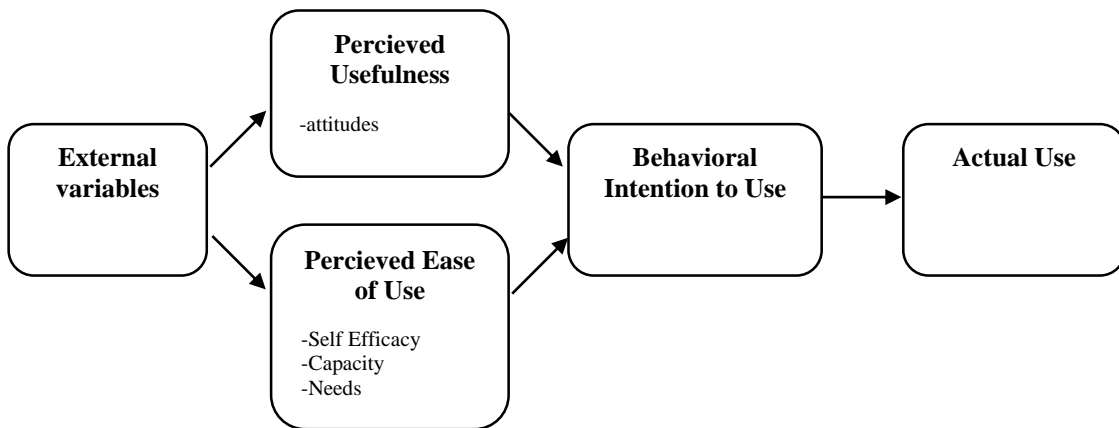 External
variables
Percieved
Usefulness
-attitudes
Percieved Ease
of Use
-Self Efficacy
-Capacity
-Needs
Behavioral
Intention to Use
Actual Use